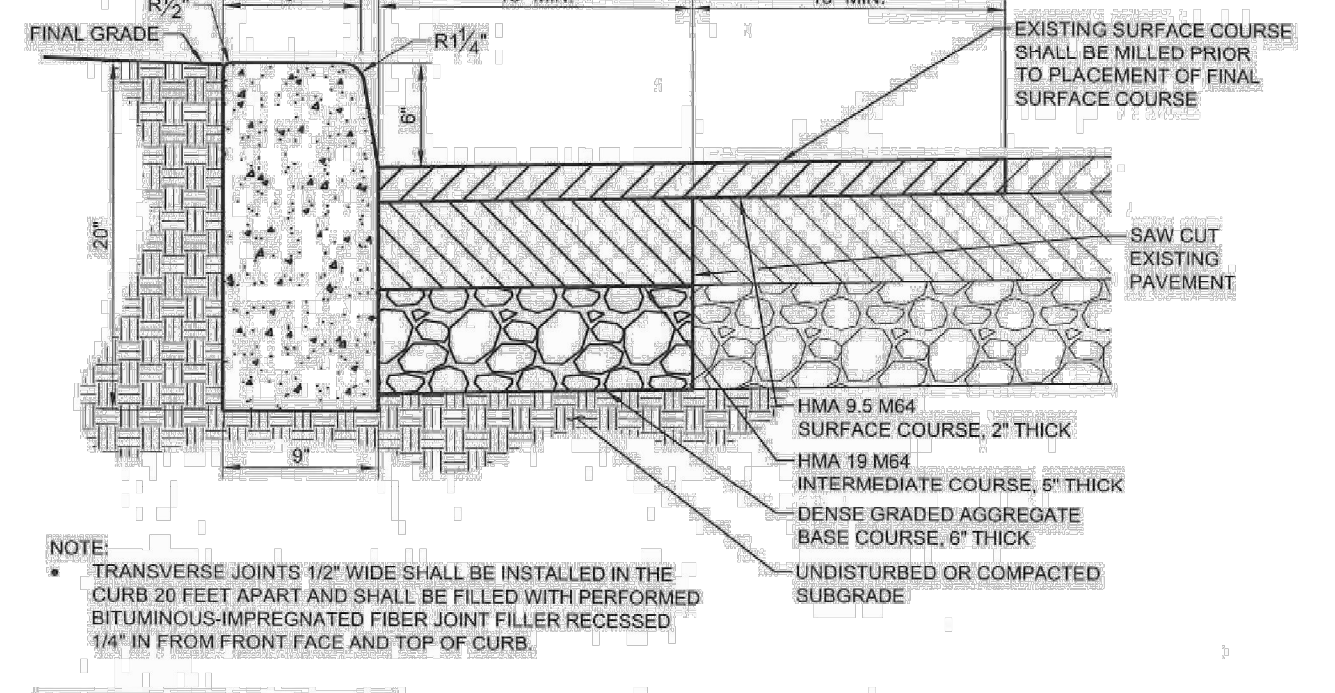 R1/2"
FINAL GRADE
R1 1/4"
6"
20"
9"
EXISTING SURFACE COURSE
SHALL BE MILLED PRIOR
TO PLACEMENT OF FINAL
SURFACE COURSE
SAW CUT
EXISTING
PAVEMENT
HMA 9.5 M64
SURFACE COURSE, 2" THICK
HMA 19 M64
INTERMEDIATE COURSE, 5" THICK
DENSE GRADED AGGREGATE
BASE COURSE, 6" THICK
UNDISTURBED OR COMPACTED
SUBGRADE
NOTE:
• TRANSVERSE JOINTS 1/2" WIDE SHALL BE INSTALLED IN THE
CURB 20 FEET APART AND SHALL BE FILLED WITH PERFORMED
BITUMINOUS-IMPREGNATED FIBER JOINT FILLER RECESSED
1/4" IN FROM FRONT FACE AND TOP OF CURB.